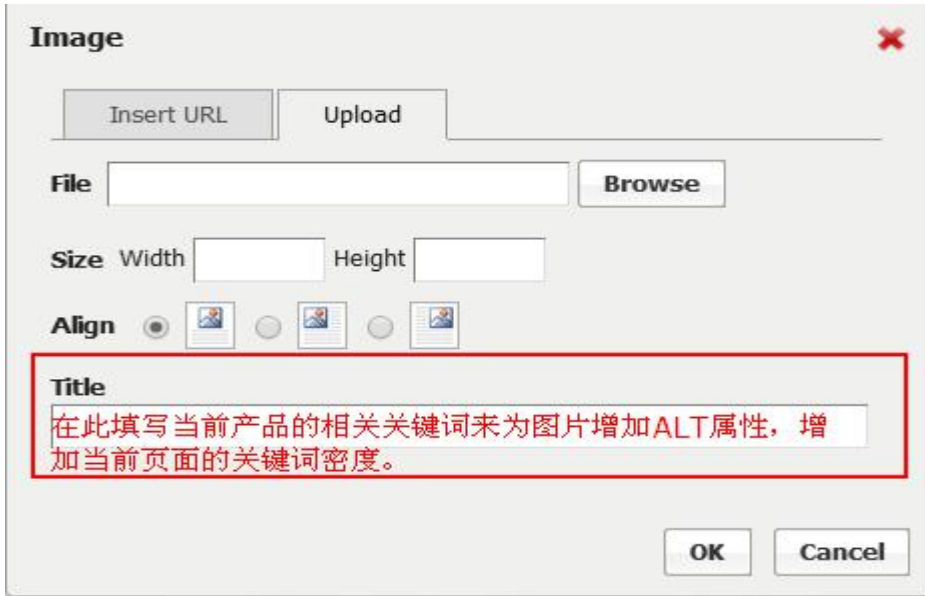 Image
Insert URL Upload
File Browse
Size Width Height
Align
Title
在此填写当前产品的相关关键词来为图片增加ALT属性，增
加当前页面的关键词密度。
OK Cancel